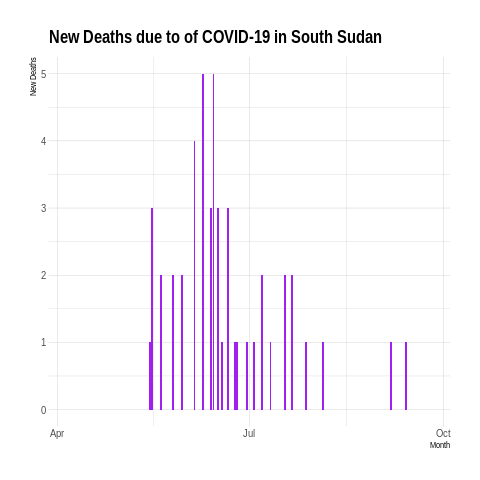 New Deaths due to of COVID-19 in South Sudan
New Deaths
5
4
3
2
1
0
Apr
Jul
Oct
Month